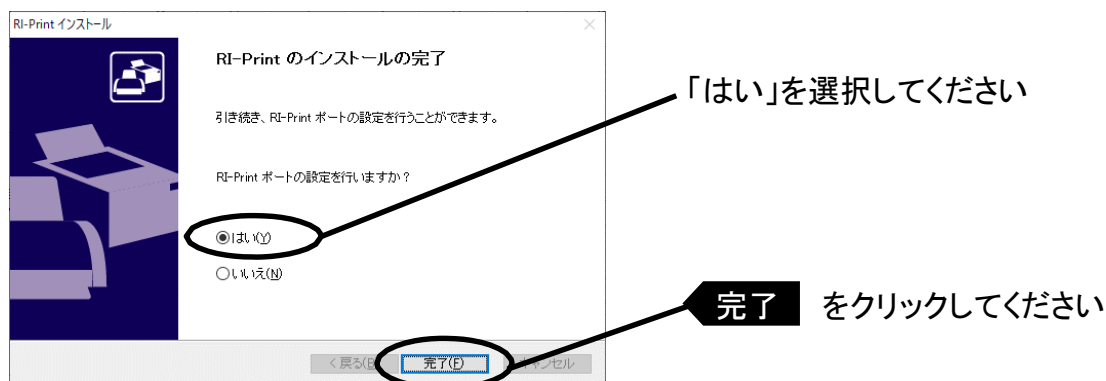 RI-Print インストール
RI-Print のインストールの完了
引き続き、RI-Print ポートの設定を行うことができます。
RI-Print ポートの設定を行いますか?
はい(Y)
いいえ(N)
< 戻る(B
完了(F)
キャンセル
「はい」を選択してください
完了 をクリックしてください